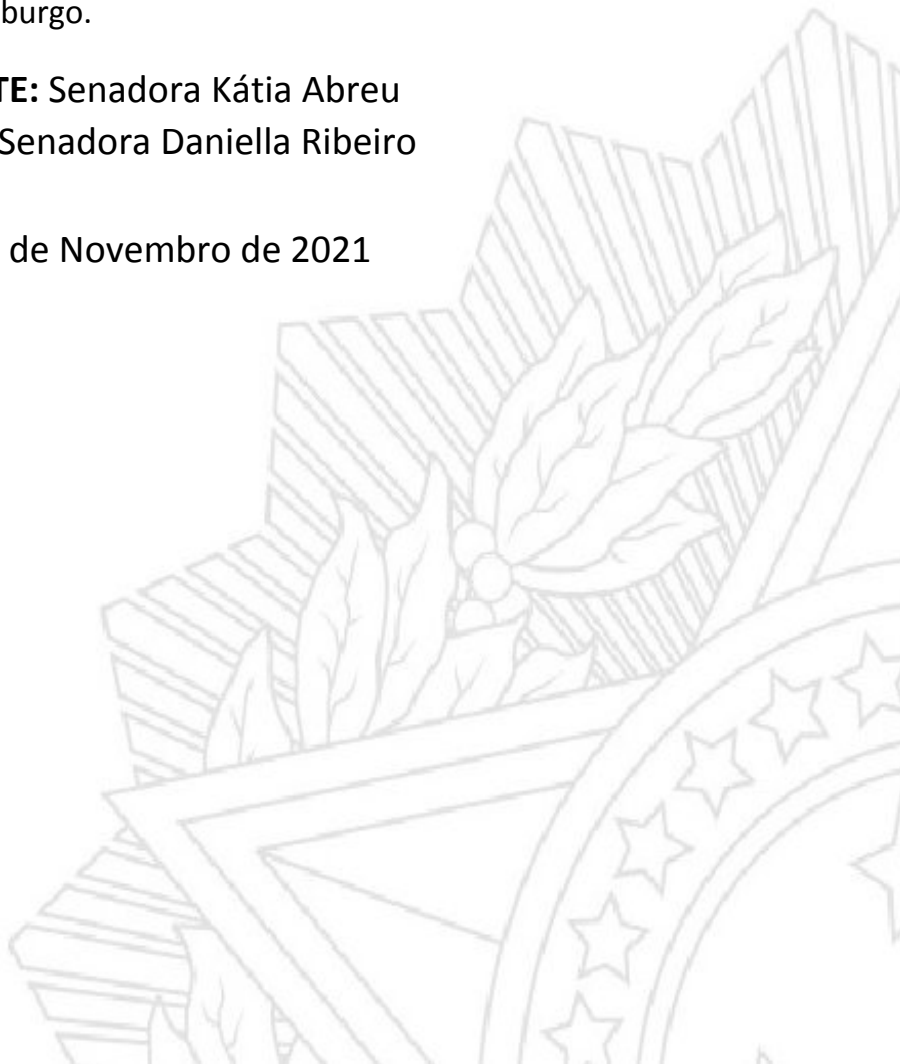 burgo.
TE: Senadora Kátia Abreu
Senadora Daniella Ribeiro
de Novembro de 2021